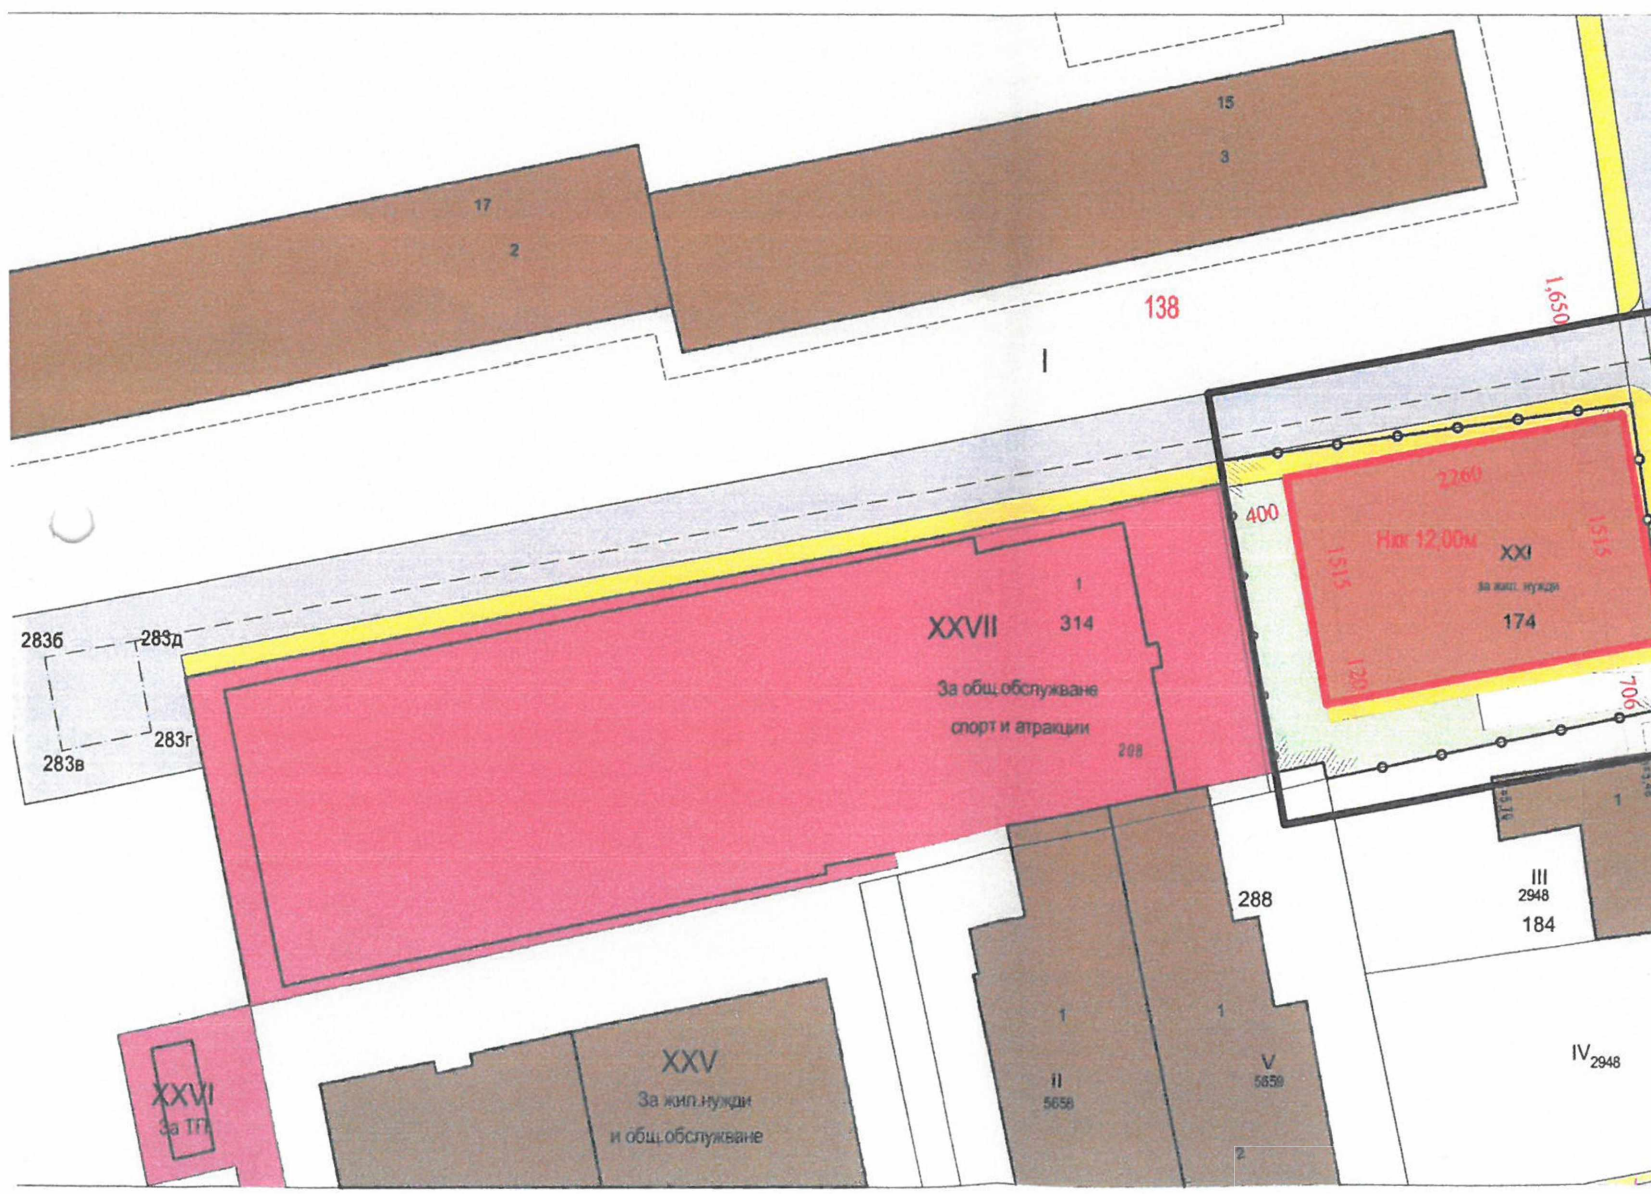 15
3
17
2
138
1,650
I
2260
400
Нкк 12,00м
1515
1515
XXI
за жил. нужди
174
120
706
1
314
XXVII
За общ.обслужване
спорт и атракции
208
283б
283д
283г
283в
1
III
2948
184
288
1
1
XXV
За жил.нужди
и общ.обслужване
II
5658
V
5659
IV2948
XXVI
За ТП
2